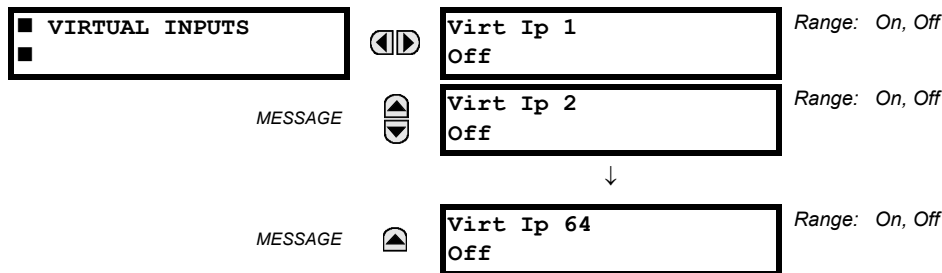 ■ VIRTUAL INPUTS
■
Virt Ip 1
Off
Range: On, Off
MESSAGE
Virt Ip 2
Off
Range: On, Off
↓
MESSAGE
Virt Ip 64
Off
Range: On, Off